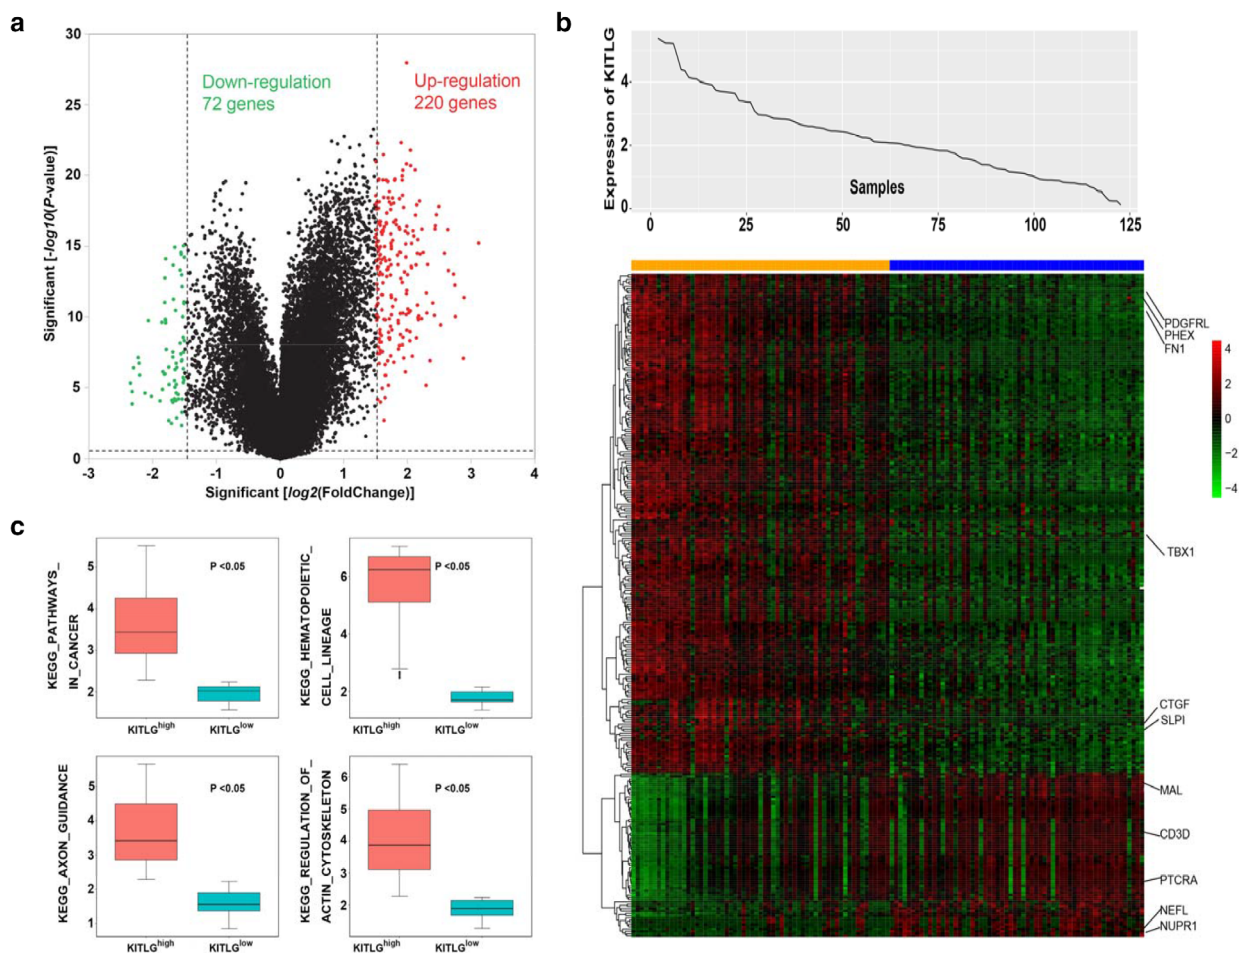 a
30
25
20
15
10
5
0
-3
-2
-1
0
1
2
3
4
Significant [-log10(P-value)]
Significant [log2(FoldChange)]
Down-regulation
72 genes
Up-regulation
220 genes
b
Expression of KITLG
4
2
0
Samples
0
25
50
75
100
125
PDGFRL
PHEX
FN1
TBX1
CTGF
SLPI
MAL
CD3D
PTCRA
NEFL
NUPR1
4
2
0
−2
−4
c
KEGG_PATHWAYS_
IN_CANCER
5
4
3
2
P <0.05
KITLGhigh
KITLGlow
KEGG_HEMATOPOIETIC_
CELL_LINEAGE
6
4
2
P <0.05
KITLGhigh
KITLGlow
KEGG_AXON_GUIDANCE
5
4
3
2
1
P <0.05
KITLGhigh
KITLGlow
KEGG_REGULATION_OF_
ACTIN_CYTOSKELETON
6
5
4
3
2
P <0.05
KITLGhigh
KITLGlow